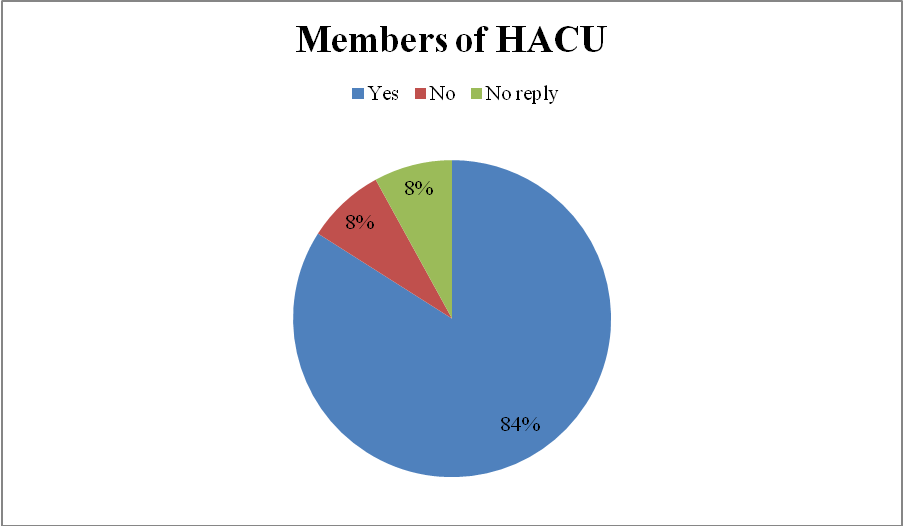 Members of HACU
Yes No No reply
8%
8%
84%